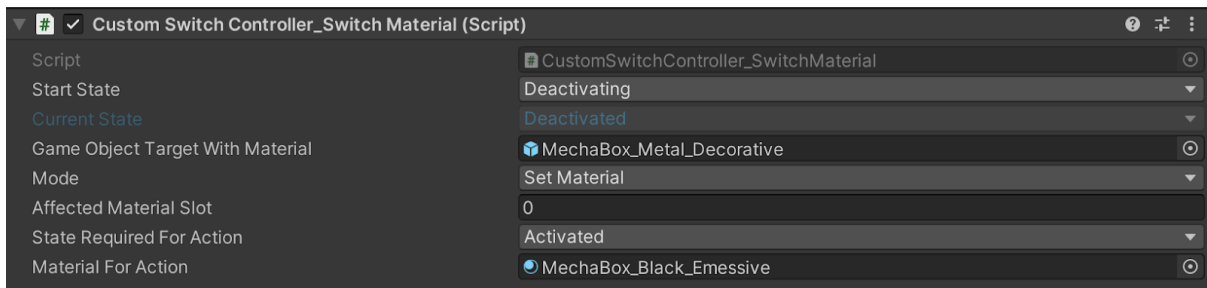 Custom Switch Controller_Switch Material (Script)
Script CustomSwitchController_SwitchMaterial
Start State Deactivating
Current State Deactivated
Game Object Target With Material MechaBox_Metal_Decorative
Mode Set Material
Affected Material Slot 0
State Required For Action Activated
Material For Action MechaBox_Black_Emessive